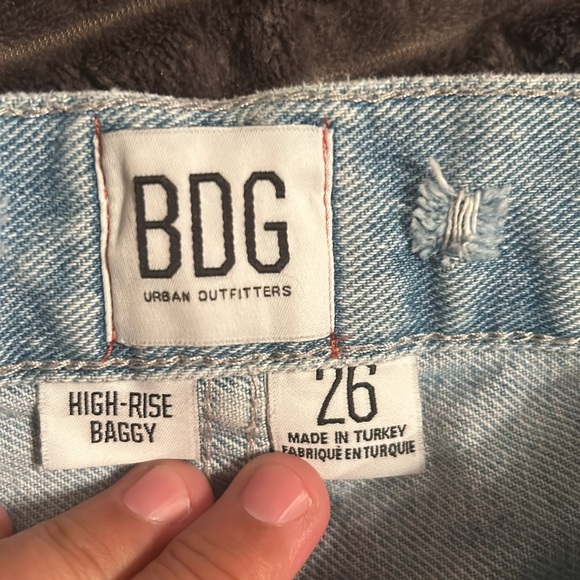 BDG
URBAN OUTFITTERS
HIGH-RISE
BAGGY
26
MADE IN TURKEY
FABRIQUÉ EN TURQUIE